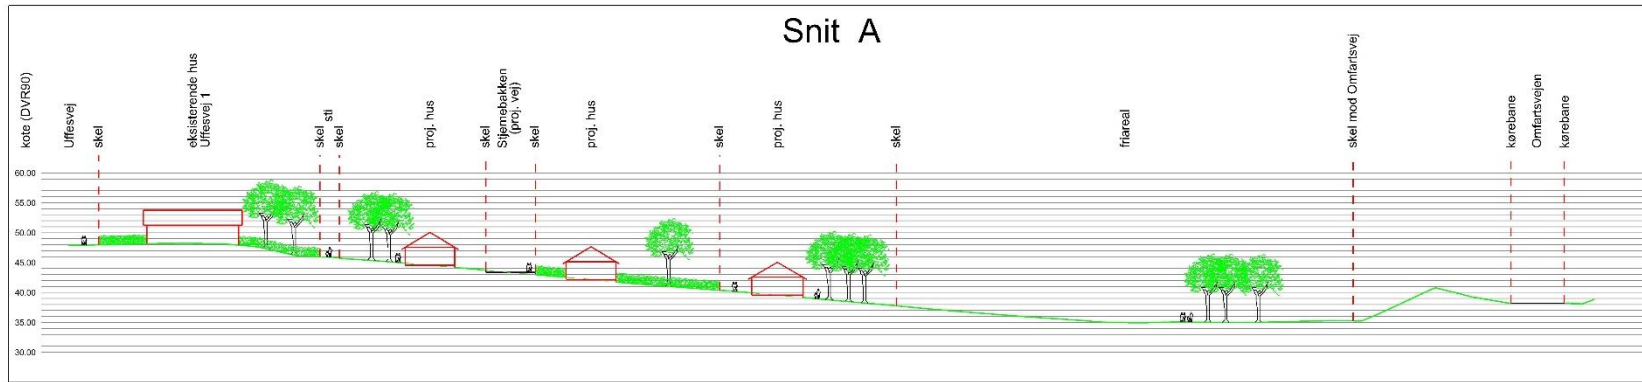 Snit A
kote (DVR90)
Uffesvej
skel
eksisterende hus
Uffesvej 1
skel
sti
skel
proj. hus
skel
Stjernebakken
(proj. vej)
skel
proj. hus
skel
proj. hus
skel
friareal
skel mod Omfartsvej
kørebane
Omfartsvejen
kørebane
60.00
55.00
50.00
45.00
40.00
35.00
30.00